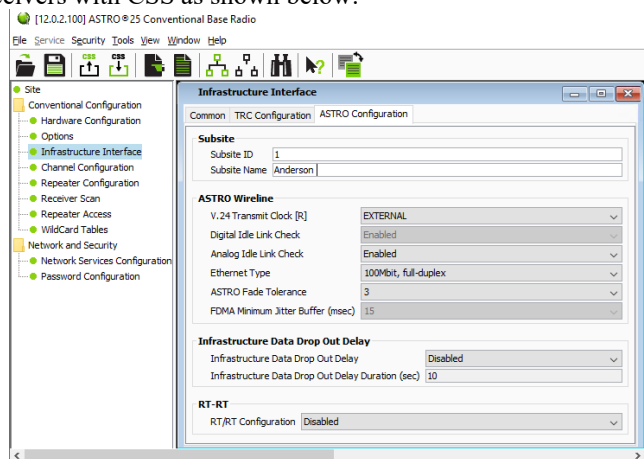 ceivers with CSS as shown below.
[12.0.2.100] ASTRO®25 Conventional Base Radio
File Service Security Tools View Window Help
CSS CSS
Site
Conventional Configuration
Hardware Configuration
Options
Infrastructure Interface
Channel Configuration
Repeater Configuration
Receiver Scan
Repeater Access
WildCard Tables
Network and Security
Network Services Configuration
Password Configuration
Infrastructure Interface
Common TRC Configuration ASTRO Configuration
Subsite
Subsite ID 1
Subsite Name Anderson
ASTRO Wireline
V.24 Transmit Clock [R] EXTERNAL
Digital Idle Link Check Enabled
Analog Idle Link Check Enabled
Ethernet Type 100Mbit, full-duplex
ASTRO Fade Tolerance 3
FDMA Minimum Jitter Buffer (msec) 15
Infrastructure Data Drop Out Delay
Infrastructure Data Drop Out Delay Disabled
Infrastructure Data Drop Out Delay Duration (sec) 10
RT-RT
RT/RT Configuration Disabled